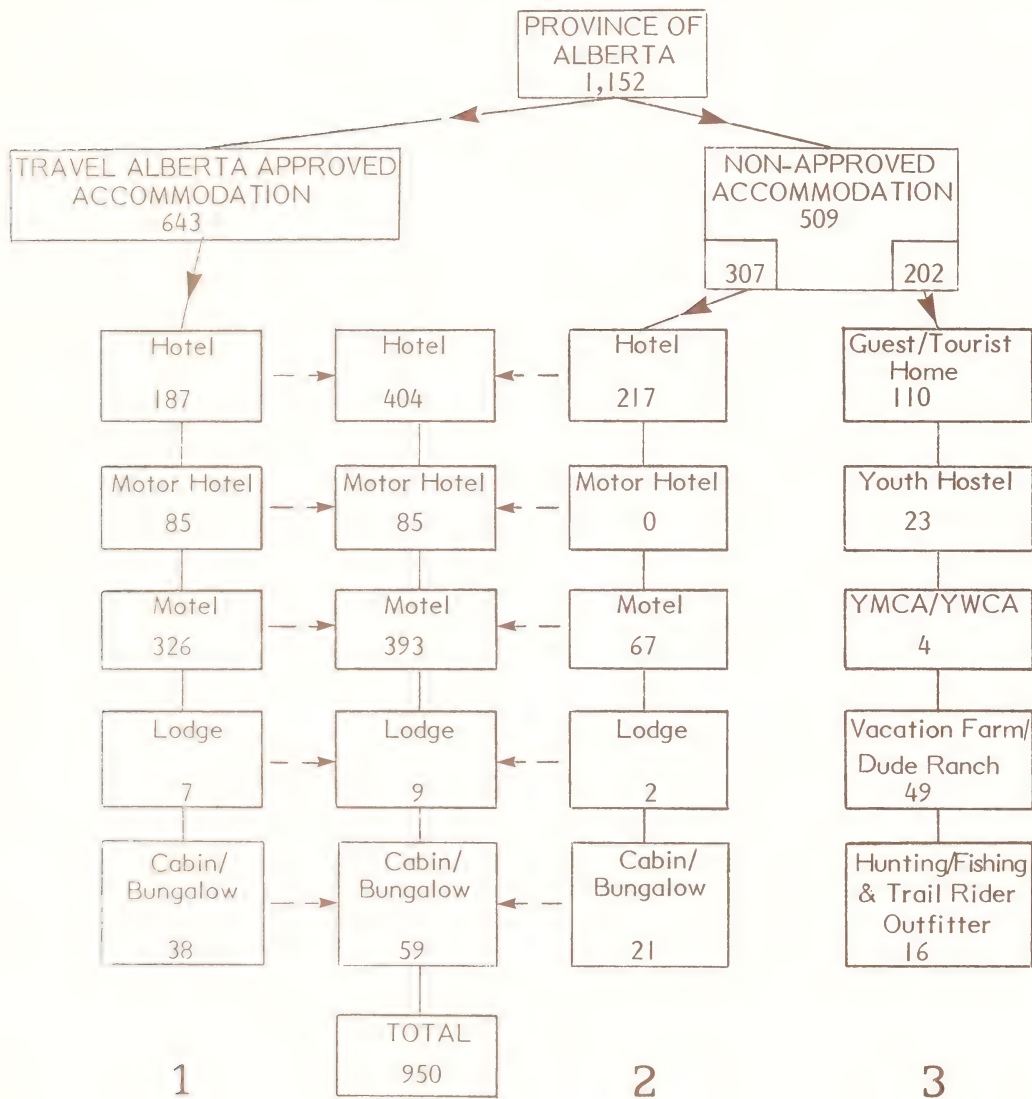 PROVINCE OF
ALBERTA
1,152
TRAVEL ALBERTA APPROVED
ACCOMMODATION
643
NON-APPROVED
ACCOMMODATION
509
307
202
Hotel
187
Hotel
404
Hotel
217
Guest/Tourist
Home
110
Motor Hotel
85
Motor Hotel
85
Motor Hotel
0
Youth Hostel
23
Motel
326
Motel
393
Motel
67
YMCA/YWCA
4
Lodge
7
Lodge
9
Lodge
2
Vacation Farm/
Dude Ranch
49
Cabin/
Bungalow
38
Cabin/
Bungalow
59
Cabin/
Bungalow
21
Hunting/Fishing
& Trail Rider
Outfitter
16
TOTAL
950
1
2
3